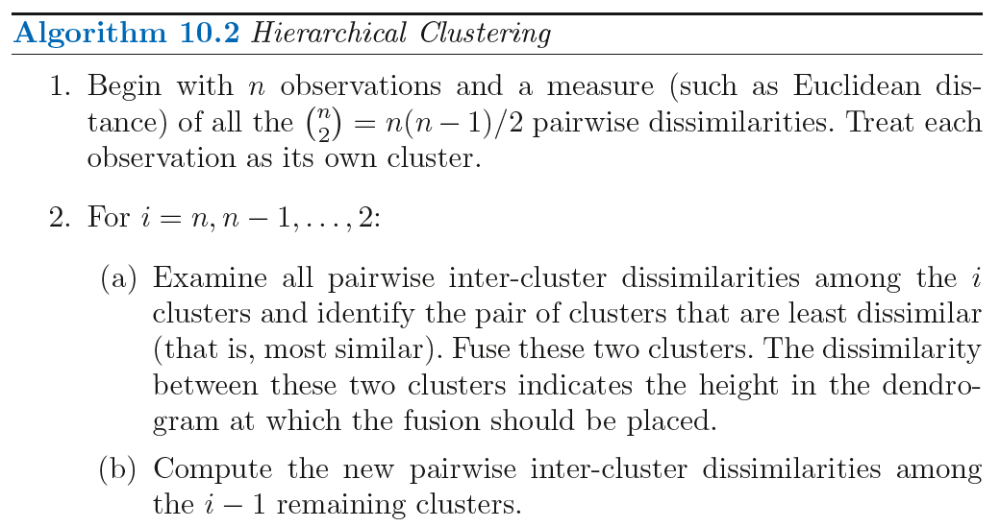 Algorithm 10.2 Hierarchical Clustering
1. Begin with n observations and a measure (such as Euclidean dis-
tance) of all the (n 2) = n(n − 1)/2 pairwise dissimilarities. Treat each
observation as its own cluster.
2. For i = n, n − 1, . . . , 2:
(a) Examine all pairwise inter-cluster dissimilarities among the i
clusters and identify the pair of clusters that are least dissimilar
(that is, most similar). Fuse these two clusters. The dissimilarity
between these two clusters indicates the height in the dendro-
gram at which the fusion should be placed.
(b) Compute the new pairwise inter-cluster dissimilarities among
the i − 1 remaining clusters.